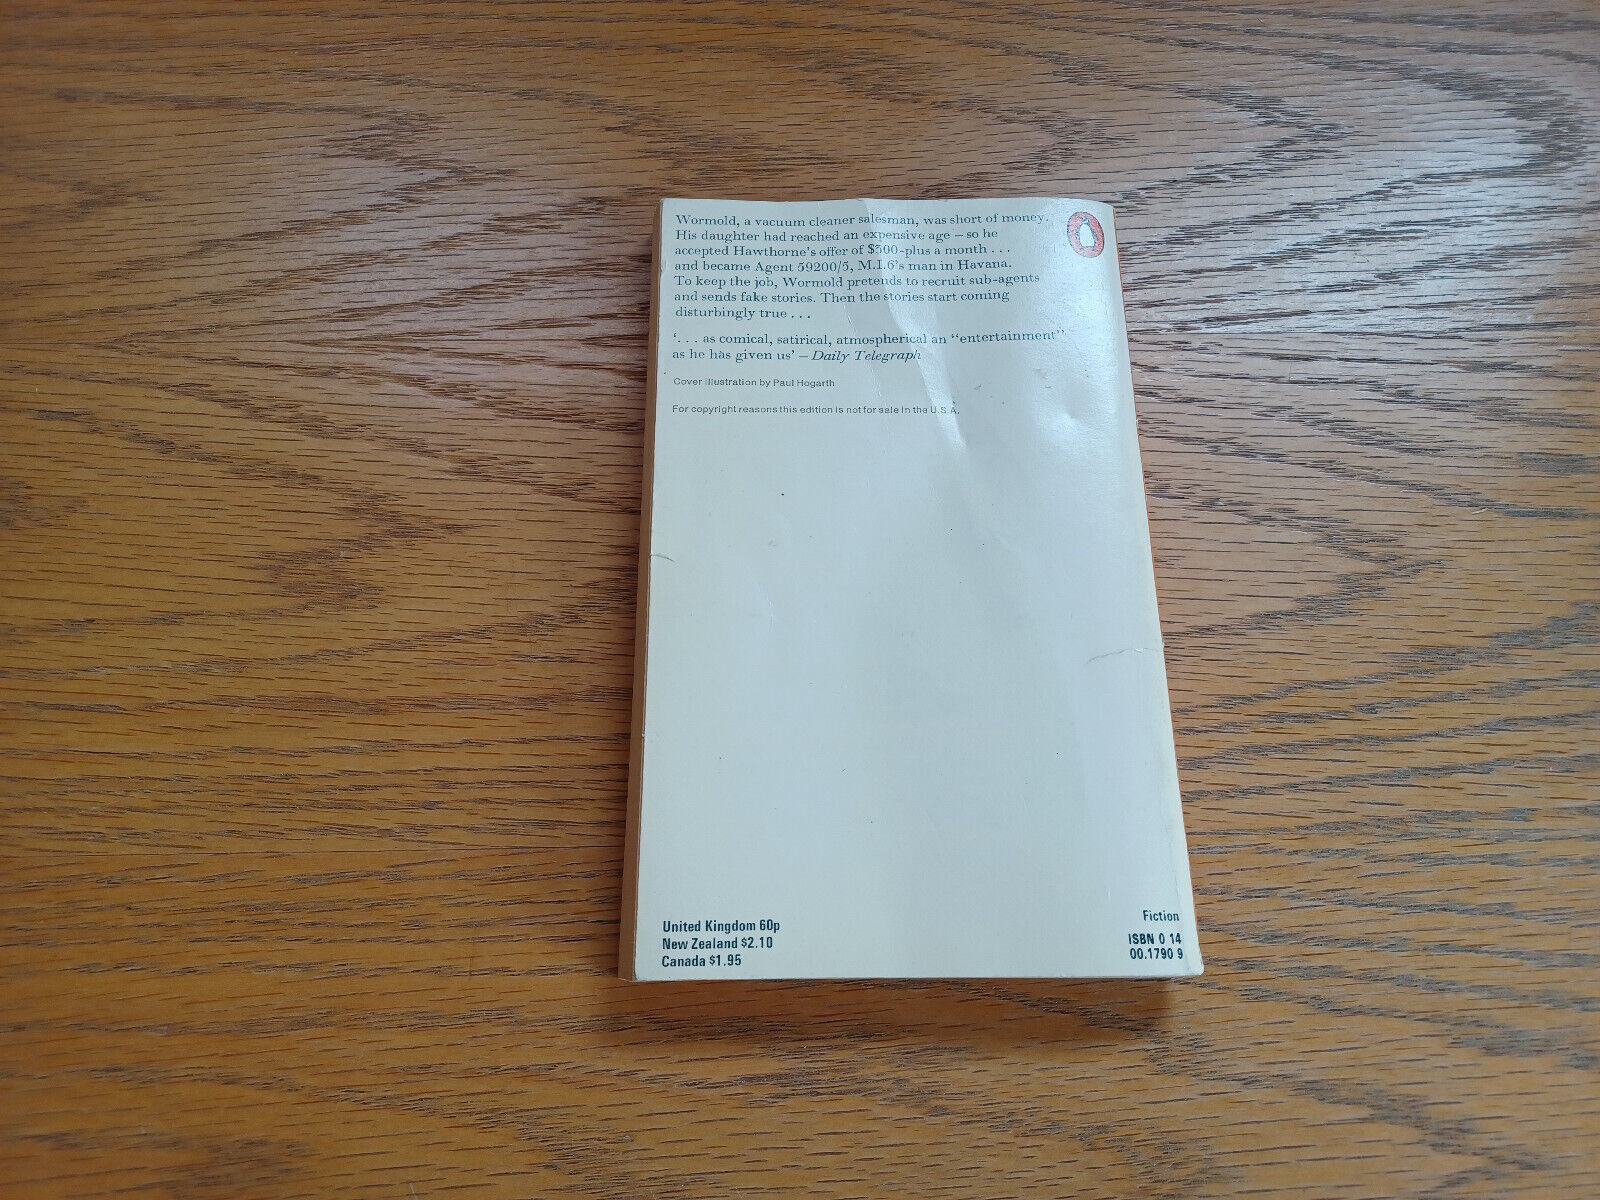 Wormold, a vacuum cleaner salesman, was short of money.
His daughter had reached an expensive age – so he
accepted Hawthorne's offer of $300-plus a month . . .
and became Agent 59200/5, M.I.6's man in Havana.
To keep the job, Wormold pretends to recruit sub-agents
and sends fake stories. Then the stories start coming
disturbingly true . . .
‘. . . as comical, satirical, atmospherical an “entertainment”
as he has given us’ – Daily Telegraph
Cover illustration by Paul Hogarth
For copyright reasons this edition is not for sale in the U.S.A.
United Kingdom 60p
New Zealand $2.10
Canada $1.95
Fiction
ISBN 0 14
00.1790 9